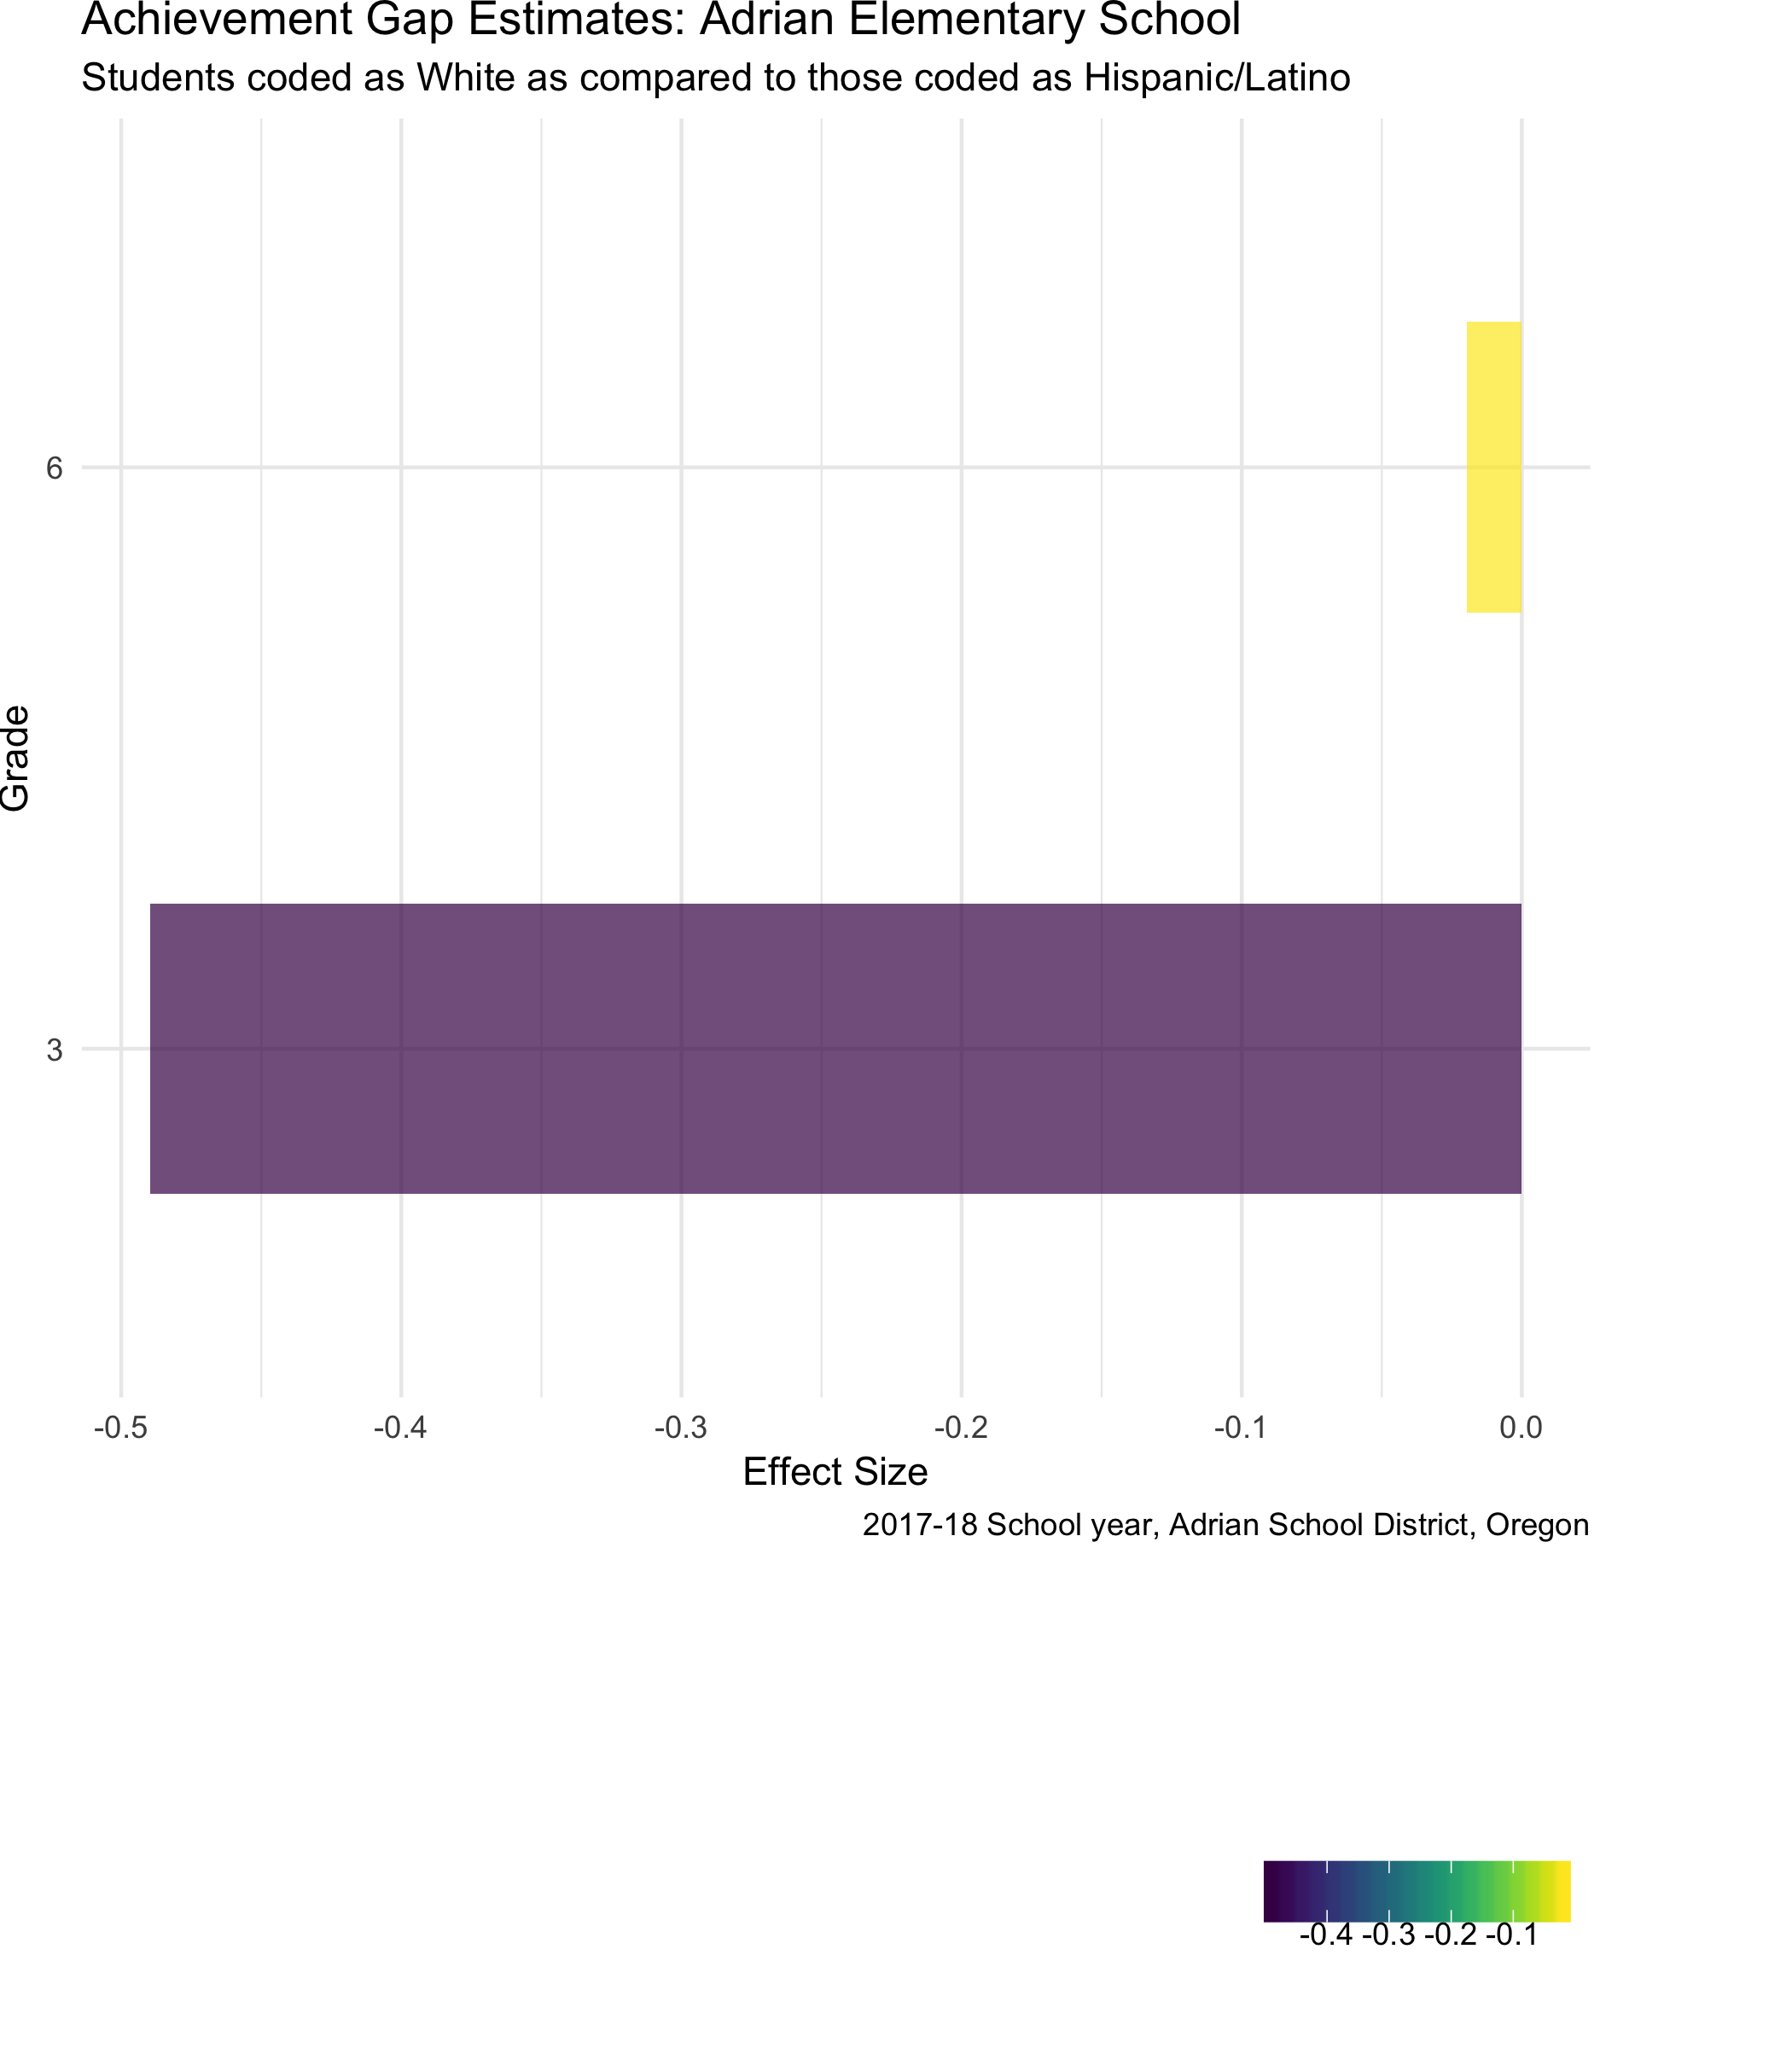 Achievement Gap Estimates: Adrian Elementary School
Students coded as White as compared to those coded as Hispanic/Latino
6
Grade
3
-0.5 -0.4 -0.3 -0.2 -0.1 0.0
Effect Size
2017-18 School year, Adrian School District, Oregon
-0.4 -0.3 -0.2 -0.1